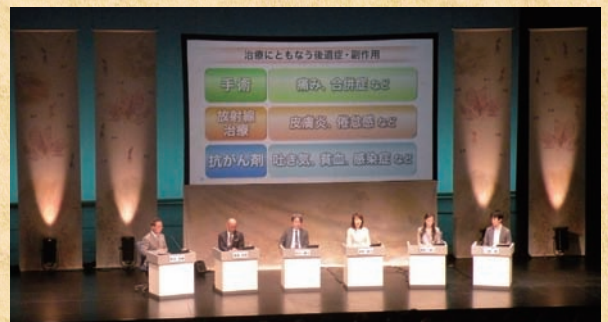 治療にともなう後遺症・副作用
手術 痛み、合併症 など
放射線治療 皮膚炎、倦怠感 など
抗がん剤 吐き気、貧血、感染症 など